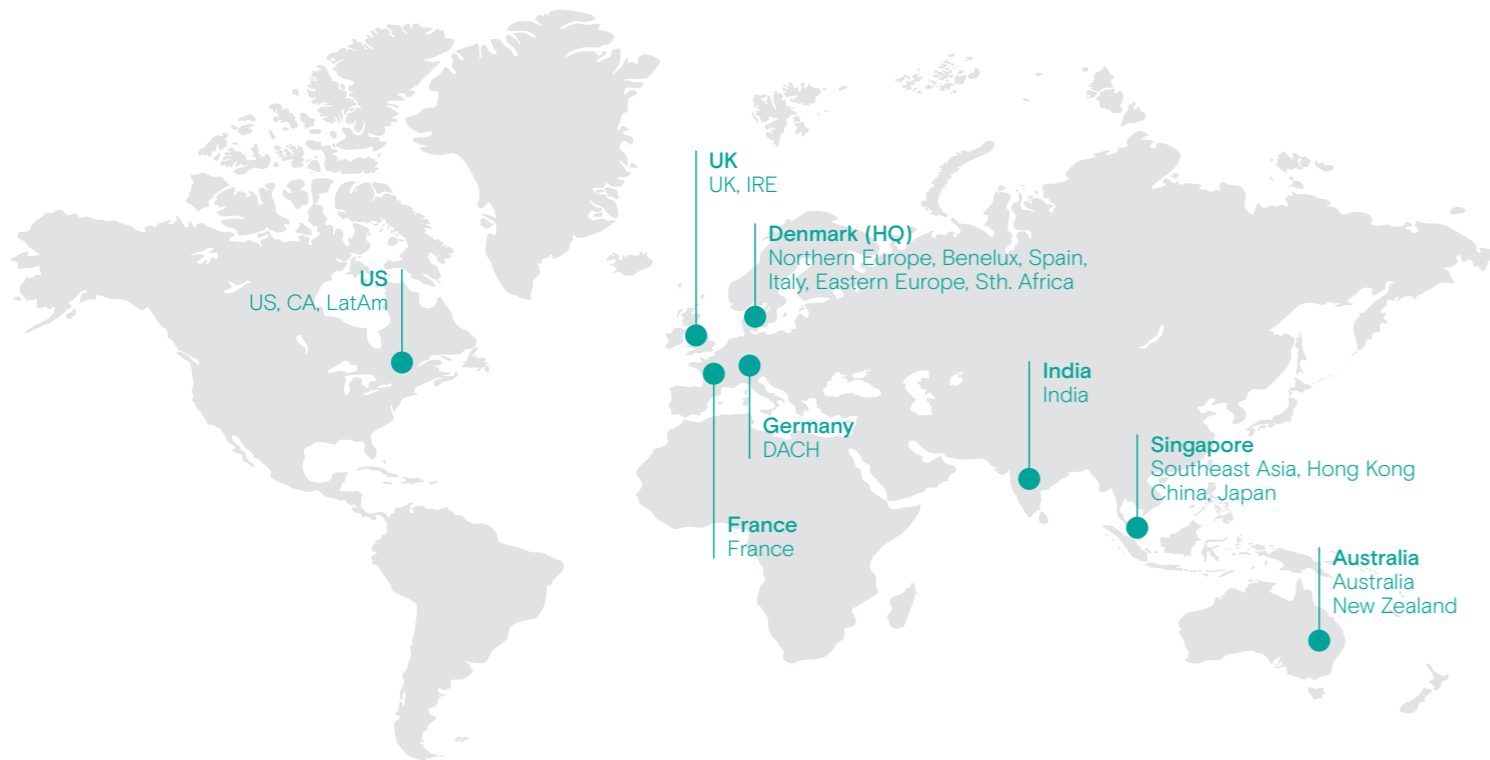 UK
UK, IRE
Denmark (HQ)
Northern Europe, Benelux, Spain,
Italy, Eastern Europe, Sth. Africa
US
US, CA, LatAm
India
India
Germany
DACH
Singapore
Southeast Asia, Hong Kong
China, Japan
France
France
Australia
Australia
New Zealand